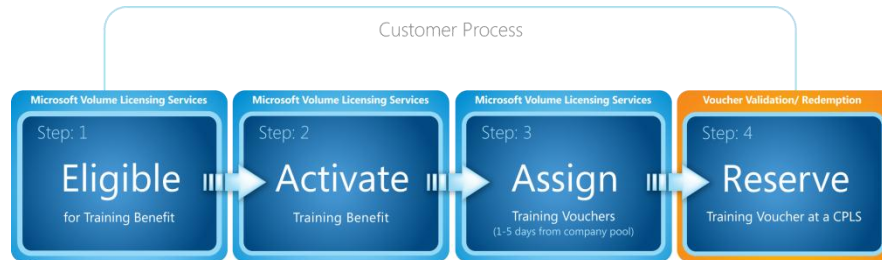 Customer Process
Microsoft Volume Licensing Services
Step: 1
Eligible
for Training Benefit
Microsoft Volume Licensing Services
Step: 2
Activate
Training Benefit
Microsoft Volume Licensing Services
Step: 3
Assign
Training Vouchers
(1-5 days from company pool)
Voucher Validation/ Redemption
Step: 4
Reserve
Training Voucher at a CPLS